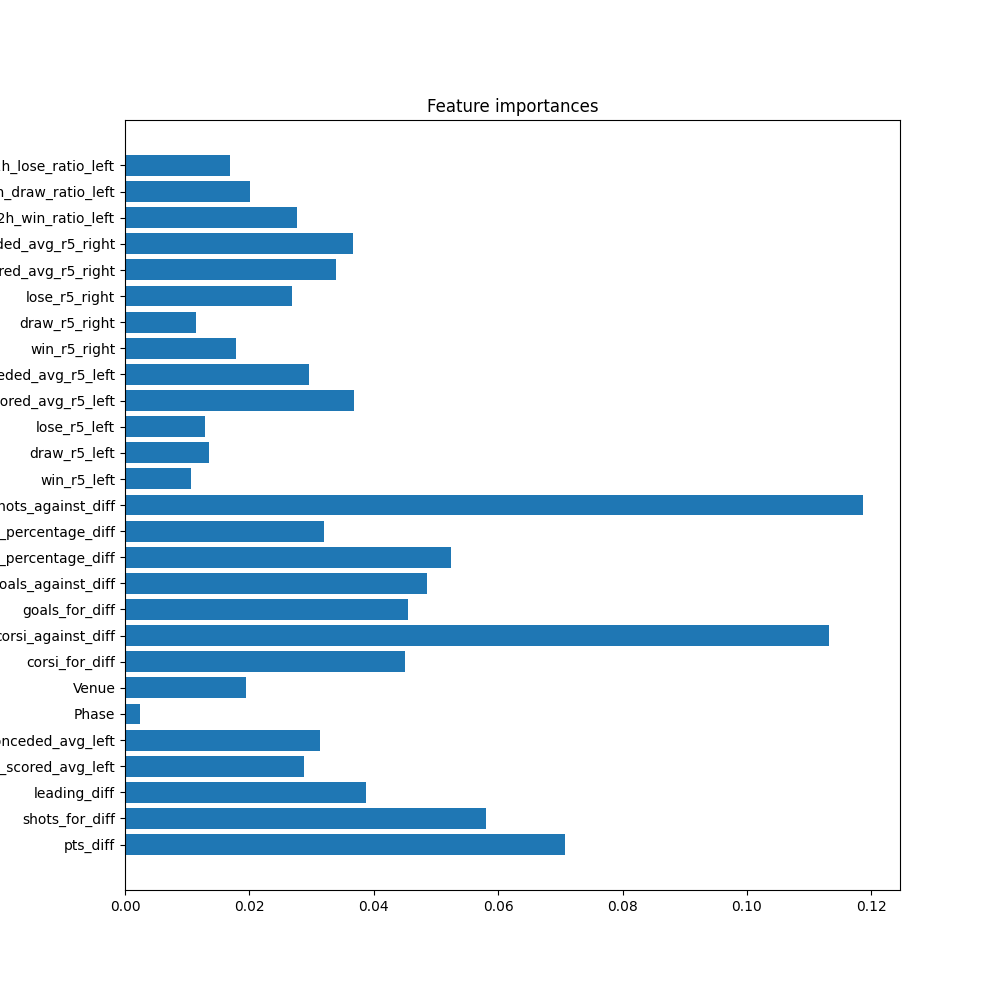 Feature importances
h_lose_ratio_left
h_draw_ratio_left
2h_win_ratio_left
ded_avg_r5_right
red_avg_r5_right
lose_r5_right
draw_r5_right
win_r5_right
eded_avg_r5_left
ored_avg_r5_left
lose_r5_left
draw_r5_left
win_r5_left
hots_against_diff
_percentage_diff
_percentage_diff
oals_against_diff
goals_for_diff
corsi_against_diff
corsi_for_diff
Venue
Phase
onceded_avg_left
_scored_avg_left
leading_diff
shots_for_diff
pts_diff
0.00 0.02 0.04 0.06 0.08 0.10 0.12